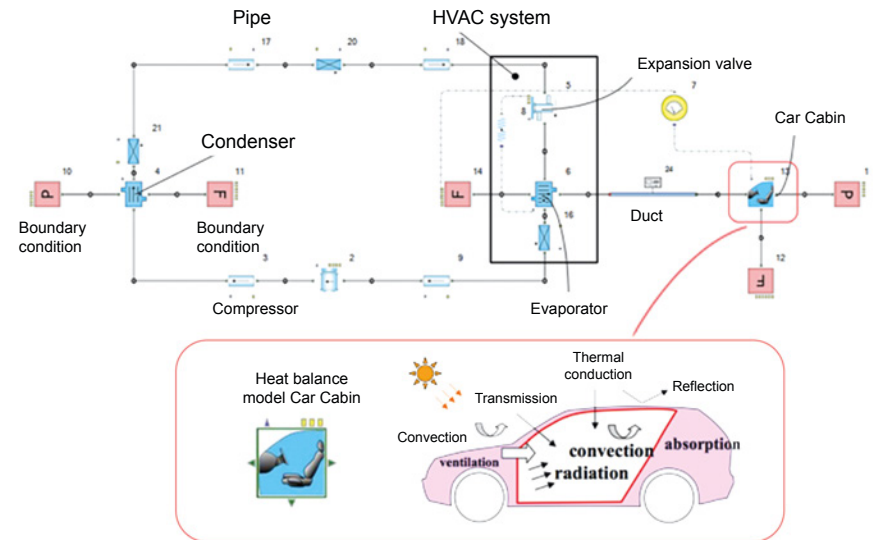 Pipe
HVAC system
17
20
18
5
Expansion valve
7
8
Car Cabin
21
Condenser
10
4
11
14
6
24
13
1
P
F
F
P
Boundary
condition
Boundary
condition
Duct
16
12
F
3
2
9
Compressor
Evaporator
Heat balance
model Car Cabin
Thermal
conduction
Reflection
Transmission
Convection
convection
absorption
ventilation
radiation